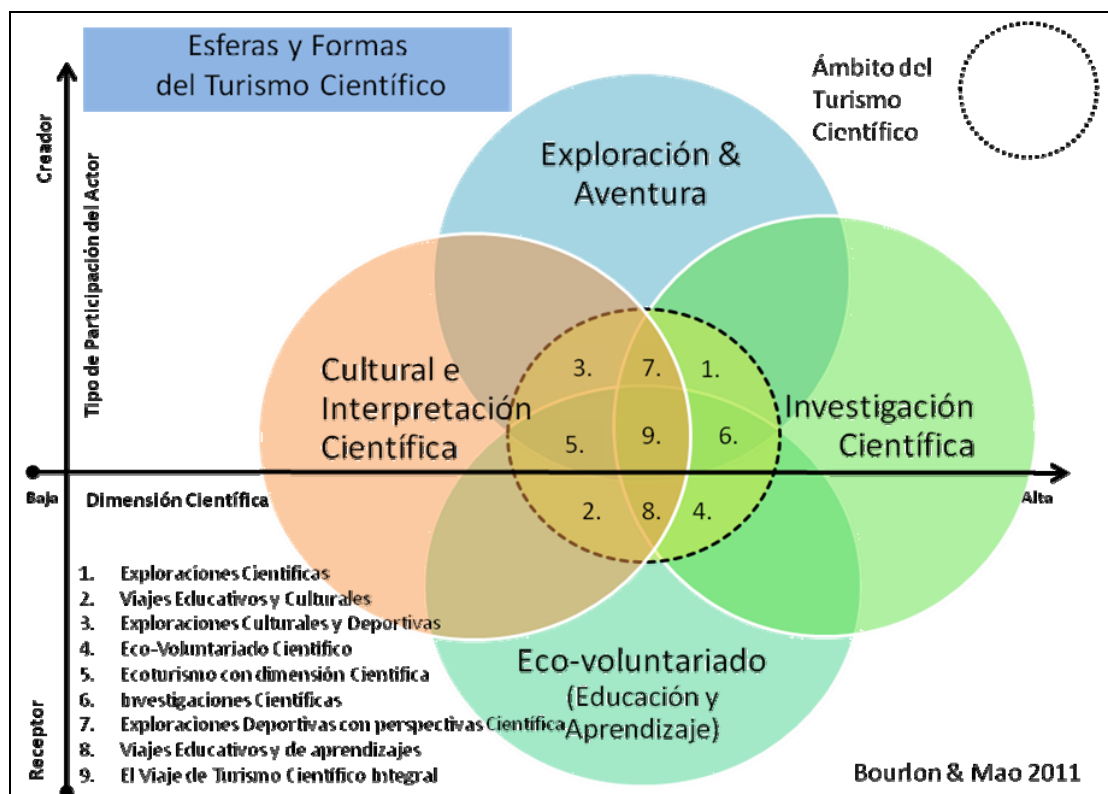 Esferas y Formas
del Turismo Científico
Ámbito del
Turismo
Científico
Creador
Tipo de Participación del Actor
Receptor
Exploración &
Aventura
Cultural e
Interpretación
Científica
Investigación
Científica
3.
7.
1.
5.
9.
6.
2.
8.
4.
Baja
Dimensión Científica
Alta
Eco-voluntariado
(Educación y
Aprendizaje)
1. Exploraciones Científicas
2. Viajes Educativos y Culturales
3. Exploraciones Culturales y Deportivas
4. Eco-Voluntariado Científico
5. Ecoturismo con dimensión Científica
6. Investigaciones Científicas
7. Exploraciones Deportivas con perspectivas Científica
8. Viajes Educativos y de aprendizajes
9. El Viaje de Turismo Científico Integral
Bourlon & Mao 2011